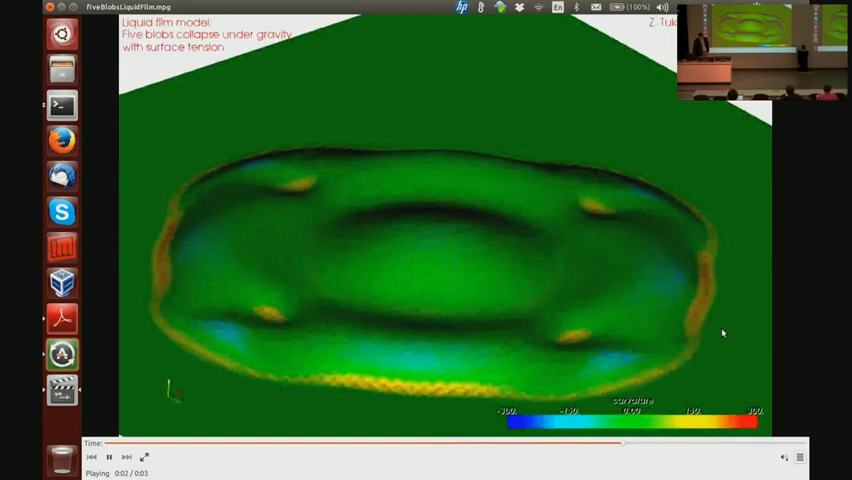 fiveBlobsLiquidFilm.mpg
En
(100%)
Liquid film model:
Five blobs collapse under gravity
with surface tension
curvature
-300. -150. 0.00 150. 300.
Time:
Playing 0:02 / 0:03